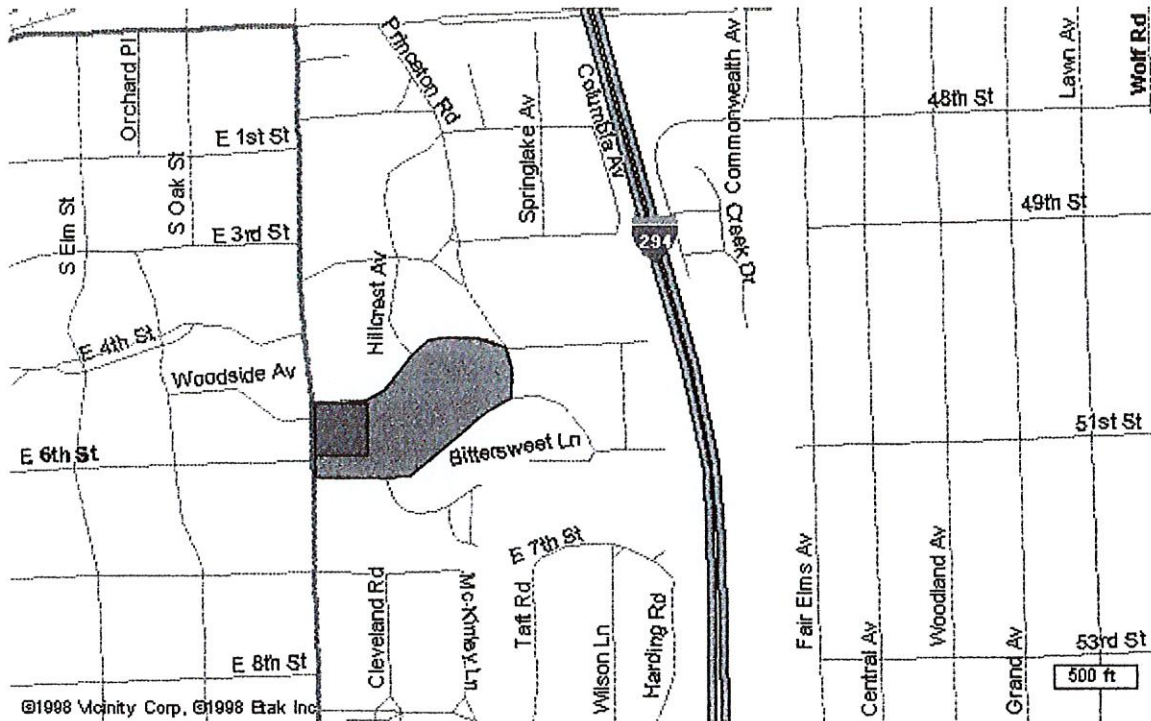 Orchard Pl
S Oak St
S Elm St
E 1st St
E 3rd St
E 4th St
Woodside Av
E 6th St
E 8th St
Princeton Rd
Hillcrest Av
Springlake Av
Columbia Av
294
Commonwealth Av
Creek Dr
48th St
49th St
51st St
53rd St
Lawn Av
Wolf Rd
Bittersweet Ln
E 7th St
Cleveland Rd
Mc-Kinley Ln
Taft Rd
Wilson Ln
Harding Rd
Fair Elms Av
Central Av
Woodland Av
Grand Av
500 ft
©1998 Vicinity Corp, ©1998 Etak Inc